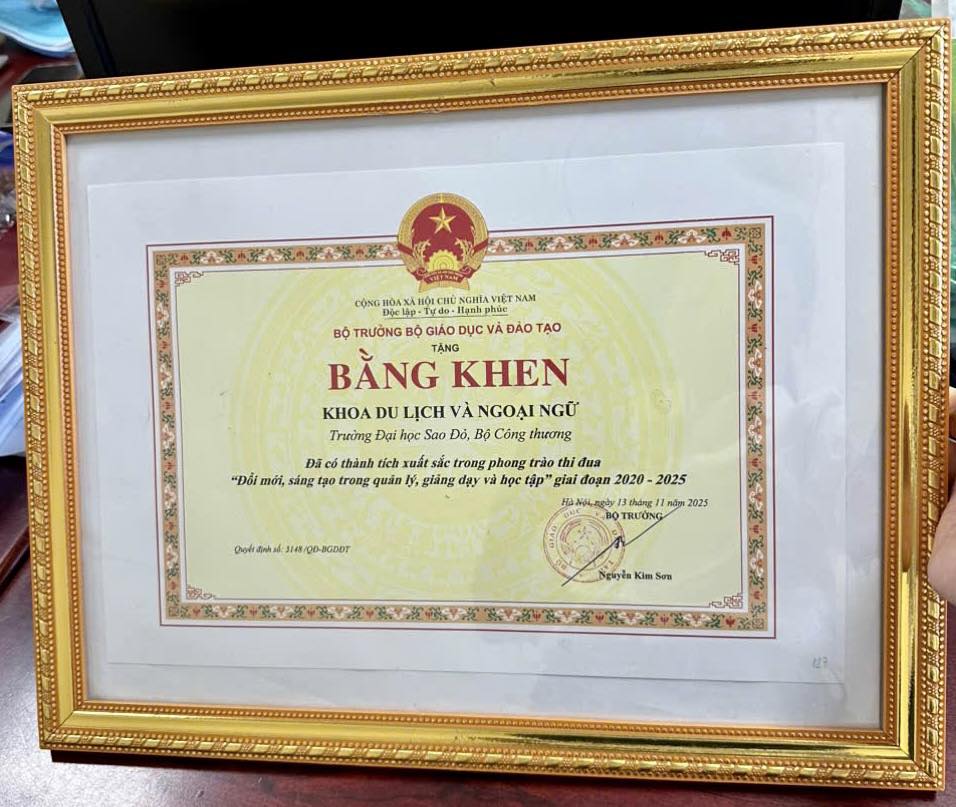 VIỆT NAM
CỘNG HÒA XÃ HỘI CHỦ NGHĨA VIỆT NAM
Độc lập - Tự do - Hạnh phúc
BỘ TRƯỞNG BỘ GIÁO DỤC VÀ ĐÀO TẠO
TẶNG
BẰNG KHEN
KHOA DU LỊCH VÀ NGOẠI NGỮ
Trường Đại học Sao Đỏ, Bộ Công thương
Đã có thành tích xuất sắc trong phong trào thi đua
“Đổi mới, sáng tạo trong quản lý, giảng dạy và học tập” giai đoạn 2020 - 2025
Hà Nội, ngày 13 tháng 11 năm 2025
BỘ TRƯỞNG
Quyết định số: 3148/QĐ-BGDĐT
Nguyễn Kim Sơn